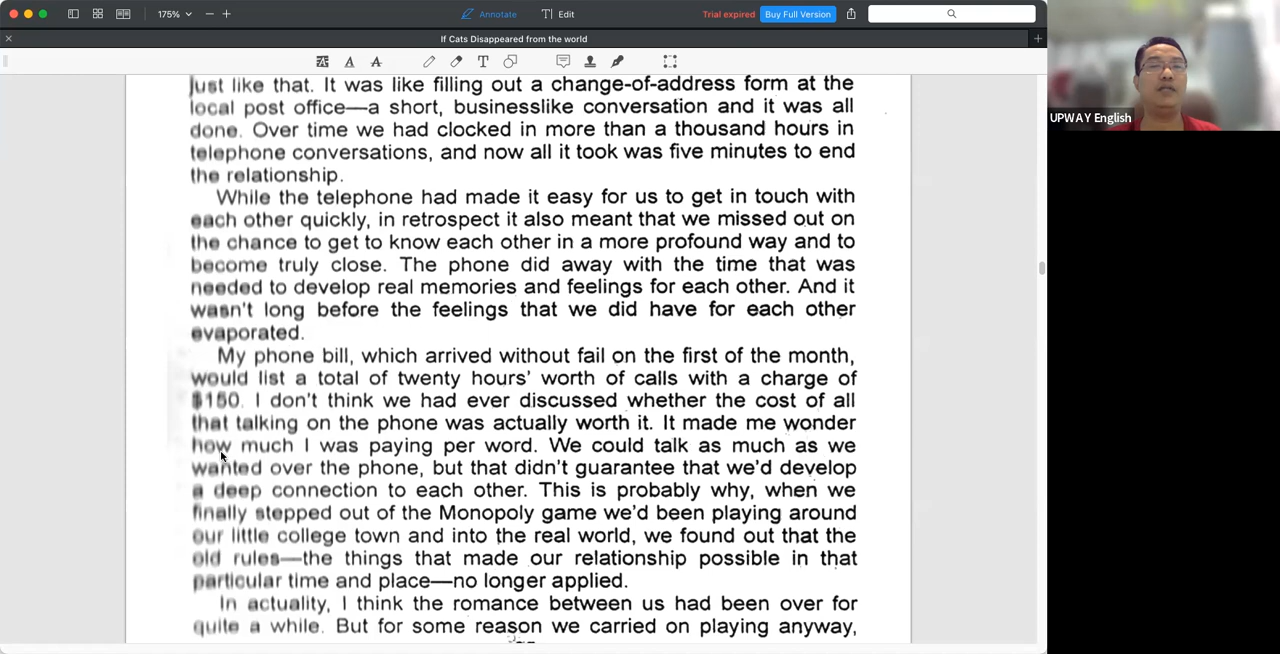 175%
Annotate
Edit
Trial expired
Buy Full Version
If Cats Disappeared from the world
just like that. It was like filling out a change-of-address form at the
local post office—a short, businesslike conversation and it was all
done. Over time we had clocked in more than a thousand hours in
telephone conversations, and now all it took was five minutes to end
the relationship.
While the telephone had made it easy for us to get in touch with
each other quickly, in retrospect it also meant that we missed out on
the chance to get to know each other in a more profound way and to
become truly close. The phone did away with the time that was
needed to develop real memories and feelings for each other. And it
wasn't long before the feelings that we did have for each other
evaporated.
My phone bill, which arrived without fail on the first of the month,
would list a total of twenty hours' worth of calls with a charge of
$150. I don't think we had ever discussed whether the cost of all
that talking on the phone was actually worth it. It made me wonder
how much I was paying per word. We could talk as much as we
wanted over the phone, but that didn't guarantee that we'd develop
a deep connection to each other. This is probably why, when we
finally stepped out of the Monopoly game we'd been playing around
our little college town and into the real world, we found out that the
old rules—the things that made our relationship possible in that
particular time and place—no longer applied.
In actuality, I think the romance between us had been over for
quite a while. But for some reason we carried on playing anyway,
UPWAY English